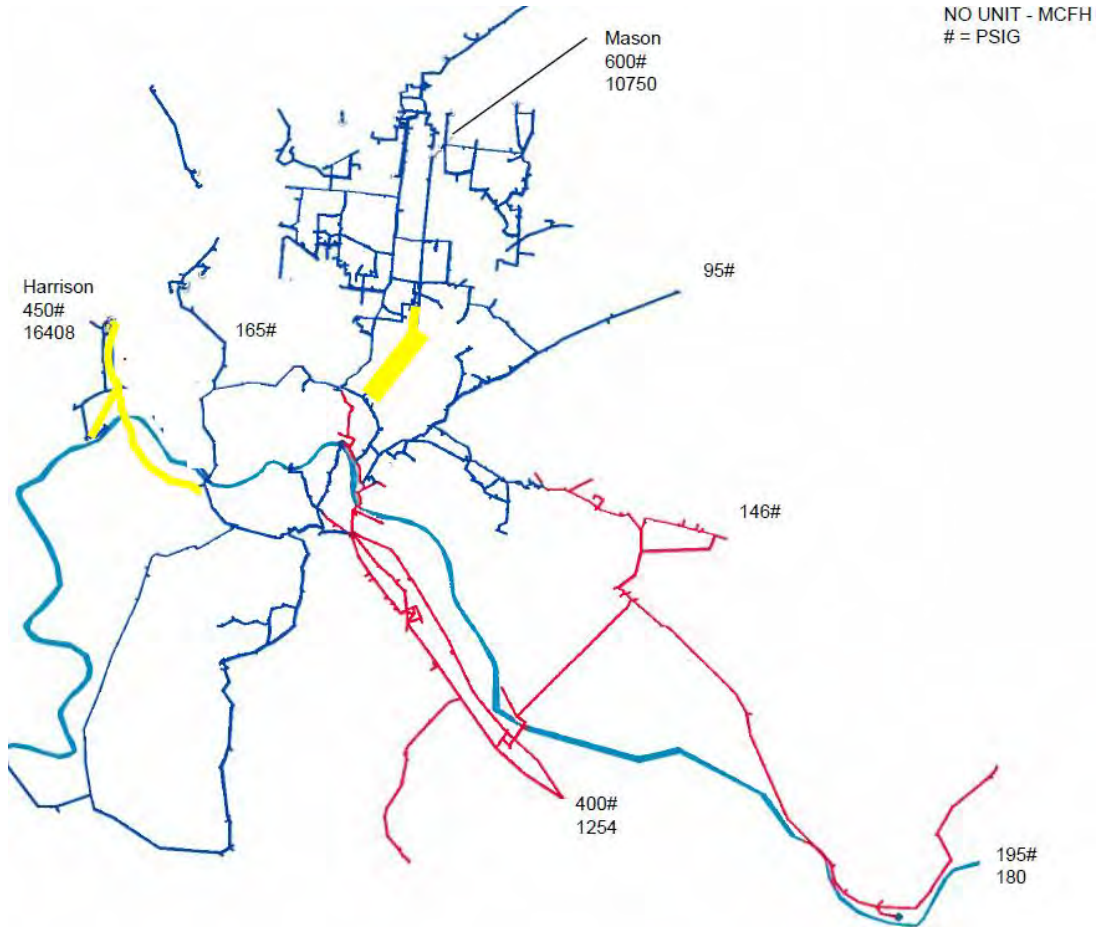 NO UNIT - MCFH
# = PSIG
Mason
600#
10750
95#
Harrison
450#
16408
165#
146#
400#
1254
195#
180